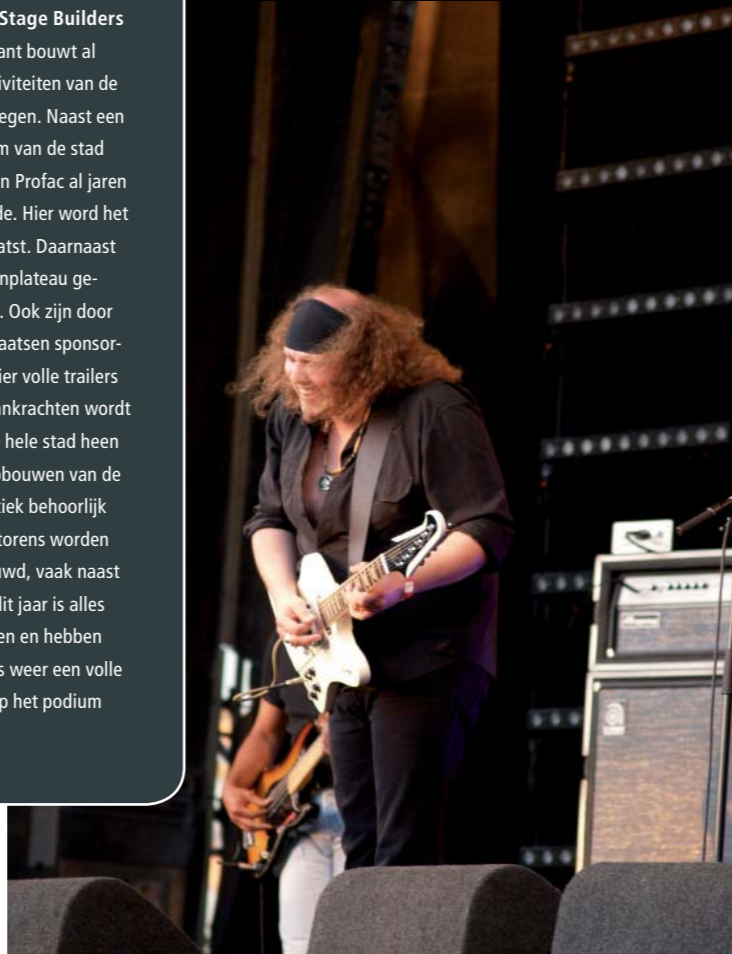 Stage Builders
ant bouwt al
iviteiten van de
egen. Naast een
m van de stad
n Profac al jaren
de. Hier word het
atst. Daarnaast
nplateau ge-
. Ook zijn door
aatsen sponsor-
ier volle trailers
ankrachten wordt
hele stad heen
bouwen van de
tiek behoorlijk
torens worden
uwd, vaak naast
dit jaar is alles
en en hebben
s weer een volle
p het podium